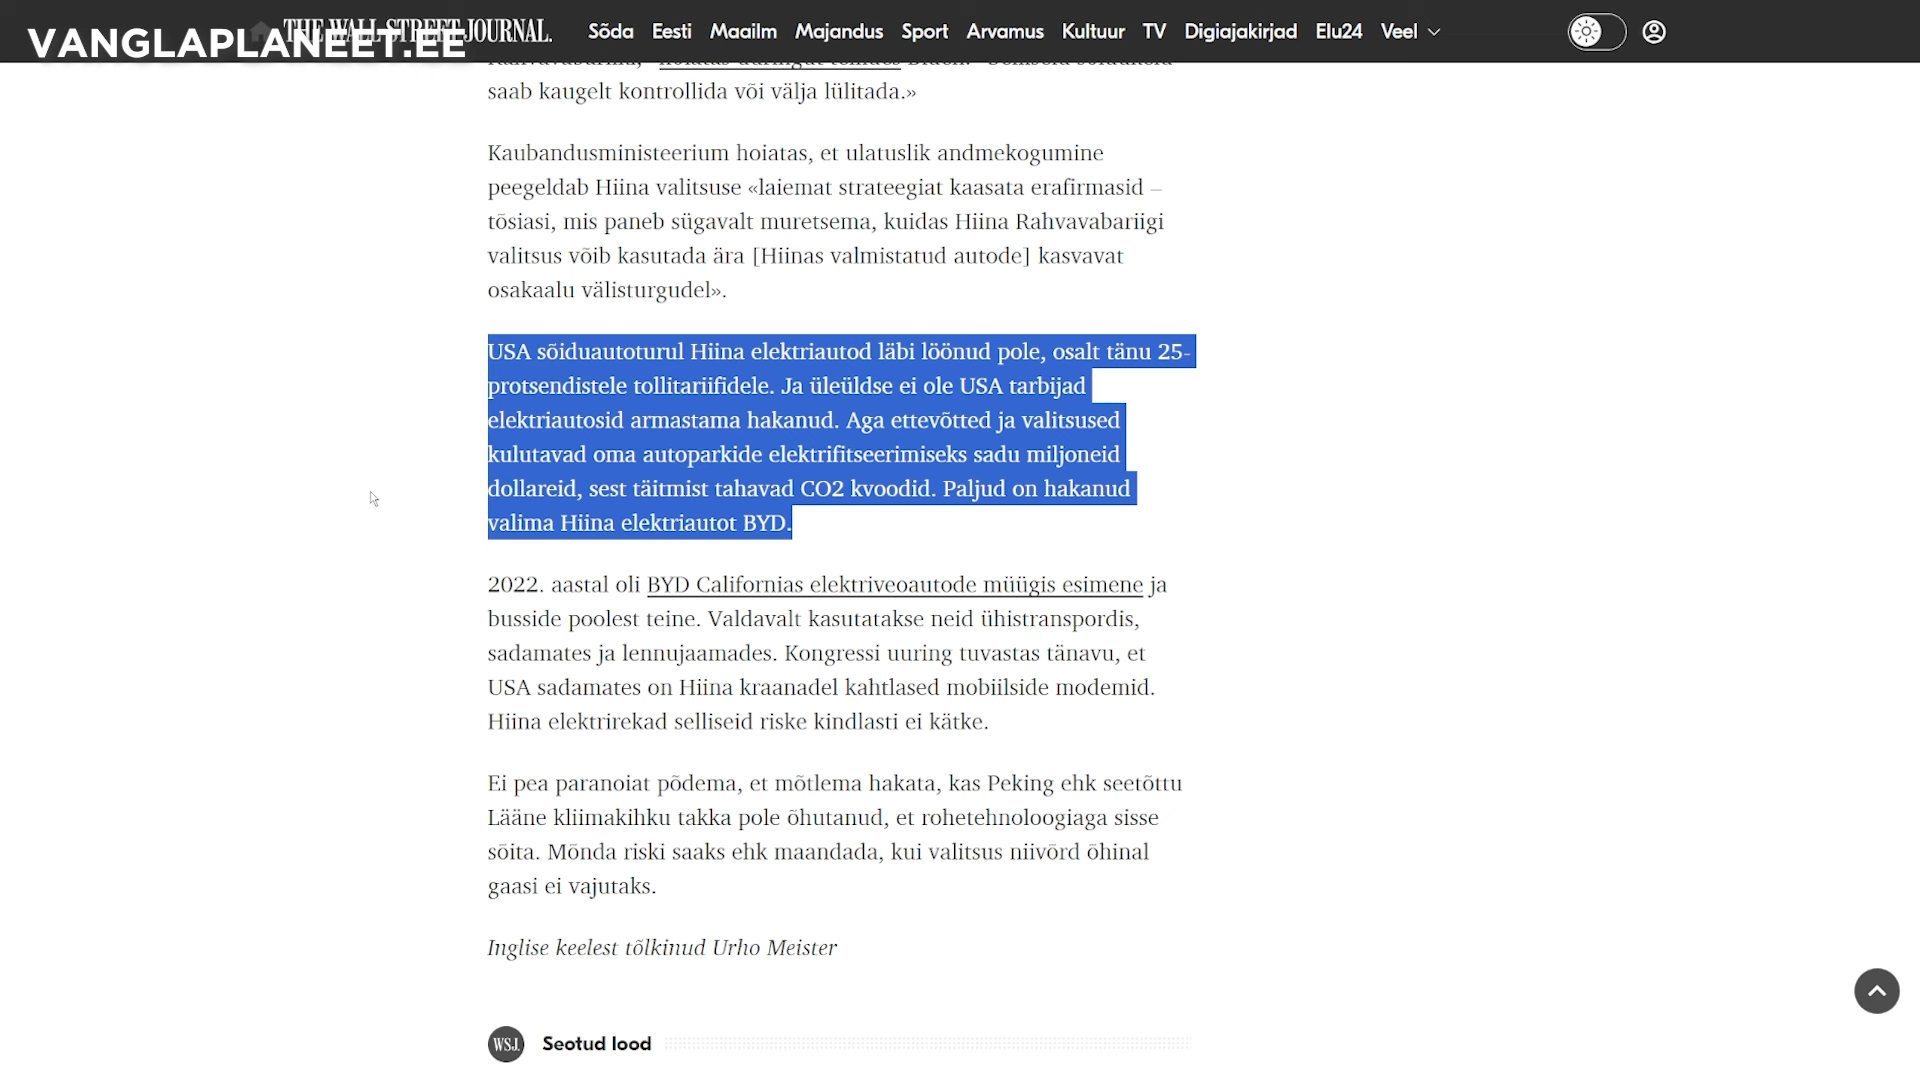 VANGLAPLANEET.EE
THE WALL STREET JOURNAL.
Sõda Eesti Maailm Majandus Sport Arvamus Kultuur TV Digiajakirjad Elu24 Veel
saab kaugelt kontrollida või välja lülitada.»
Kaubandusministeerium hoiatas, et ulatuslik andmekogumine
peegeldab Hiina valitsuse «laiemat strateegiat kaasata erafirmasid –
tõsiasi, mis paneb sügavalt muretsema, kuidas Hiina Rahvavabariigi
valitsus võib kasutada ära [Hiinas valmistatud autode] kasvavat
osakaalu välisturgudel».
USA sõiduautoturul Hiina elektriautod läbi löönud pole, osalt tänu 25-
protsendistele tollitariifidele. Ja üleüldse ei ole USA tarbijad
elektriautosid armastama hakanud. Aga ettevõtted ja valitsused
kulutavad oma autoparkide elektrifitseerimiseks sadu miljoneid
dollareid, sest täitmist tahavad CO2 kvoodid. Paljud on hakanud
valima Hiina elektriautot BYD.
2022. aastal oli BYD Californias elektriveoautode müügis esimene ja
busside poolest teine. Valdavalt kasutatakse neid ühistranspordis,
sadamates ja lennujaamades. Kongressi uuring tuvastas tänavu, et
USA sadamates on Hiina kraanadel kahtlased mobiilside modemid.
Hiina elektrirekad selliseid riske kindlasti ei kätke.
Ei pea paranoiat põdema, et mõtlema hakata, kas Peking ehk seetõttu
Lääne kliimakihku takka pole õhutanud, et rohetehnoloogiaga sisse
sõita. Mõnda riski saaks ehk maandada, kui valitsus niivõrd õhinal
gaasi ei vajutaks.
Inglise keelest tõlkinud Urho Meister
WSJ. Seotud lood